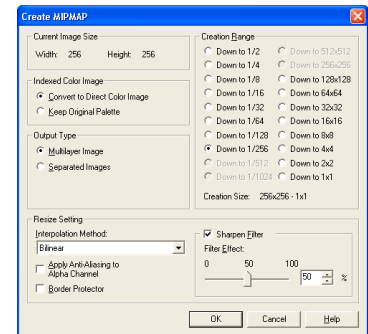 Create MIPMAP
Current Image Size
Width: 256 Height: 256
Indexed Color Image
Convert to Direct Color Image
Keep Original Palette
Output Type
Multilayer Image
Separated Images
Creation Range
Down to 1/2 Down to 512x512
Down to 1/4 Down to 256x256
Down to 1/8 Down to 128x128
Down to 1/16 Down to 64x64
Down to 1/32 Down to 32x32
Down to 1/64 Down to 16x16
Down to 1/128 Down to 8x8
Down to 1/256 Down to 4x4
Down to 1/512 Down to 2x2
Down to 1/1024 Down to 1x1
Creation Size: 256x256 - 1x1
Resize Setting
Interpolation Method:
Bilinear
Apply Anti-Aliasing to
Alpha Channel
Border Protector
Sharpen Filter
Filter Effect:
0 50 100
50 %
OK Cancel Help